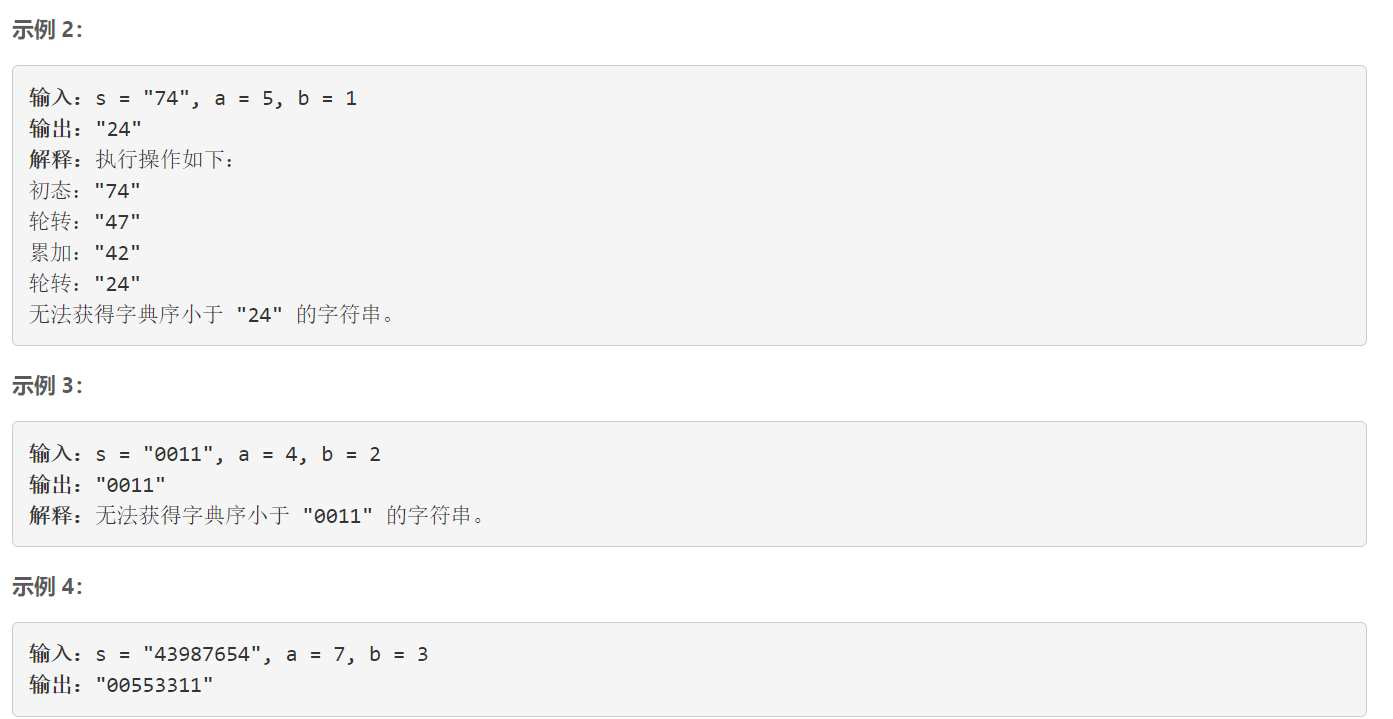 示例 2：
输入：s = "74", a = 5, b = 1
输出："24"
解释：执行操作如下：
初态："74"
轮转："47"
累加："42"
轮转："24"
无法获得字典序小于 "24" 的字符串。
示例 3：
输入：s = "0011", a = 4, b = 2
输出："0011"
解释：无法获得字典序小于 "0011" 的字符串。
示例 4：
输入：s = "43987654", a = 7, b = 3
输出："00553311"